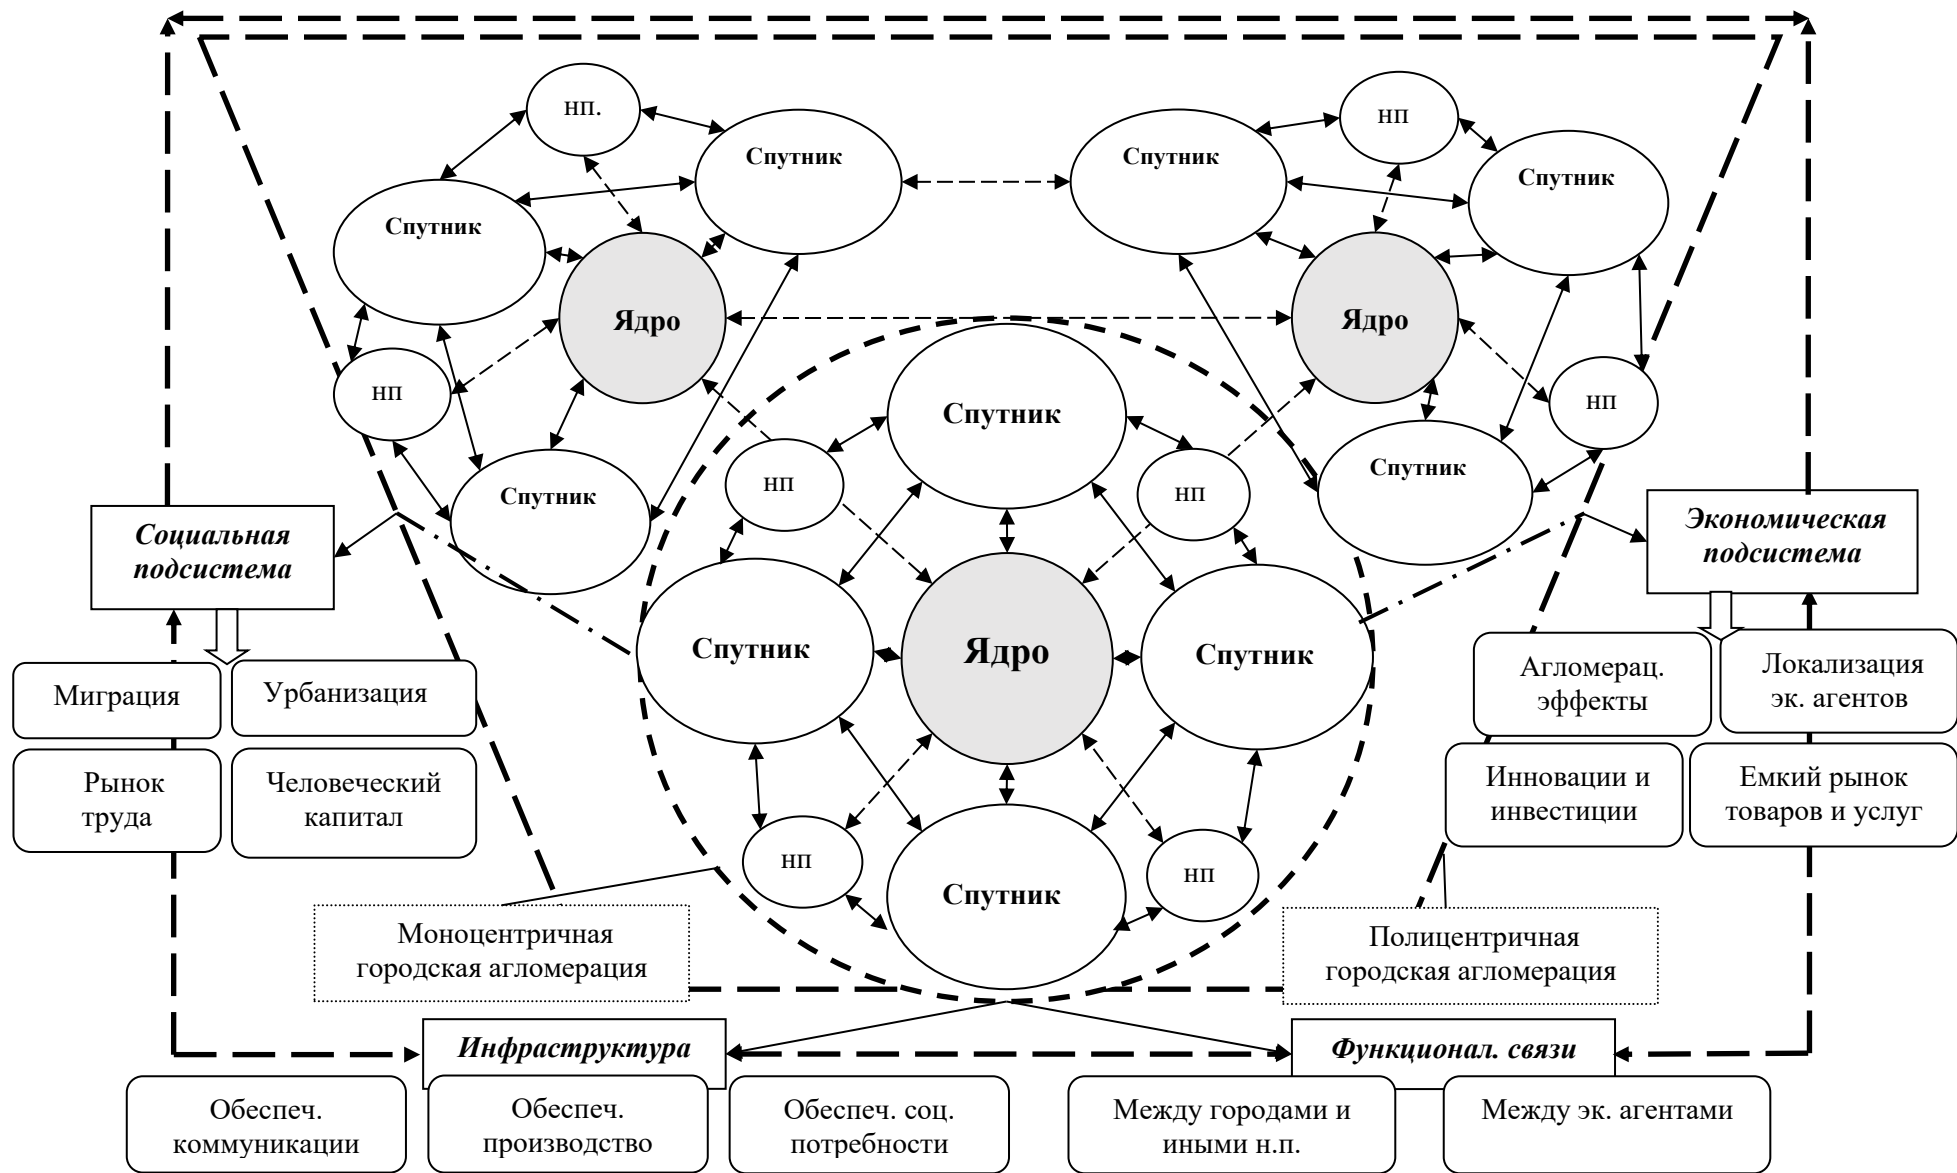 нп.
нп
Спутник
Спутник
Спутник
Спутник
Ядро
Ядро
нп
нп
Спутник
Спутник
Спутник
нп
нп
Социальная
подсистема
Экономическая
подсистема
Спутник
Ядро
Спутник
Миграция
Урбанизация
Агломерац.
эффекты
Локализация
эк. агентов
Рынок
труда
Человеческий
капитал
Инновации и
инвестиции
Емкий рынок
товаров и услуг
нп
нп
Спутник
Моноцентричная
городская агломерация
Полицентричная
городская агломерация
Инфраструктура
Функционал. связи
Обеспеч.
коммуникации
Обеспеч.
производство
Обеспеч. соц.
потребности
Между городами и
иными н.п.
Между эк. агентами